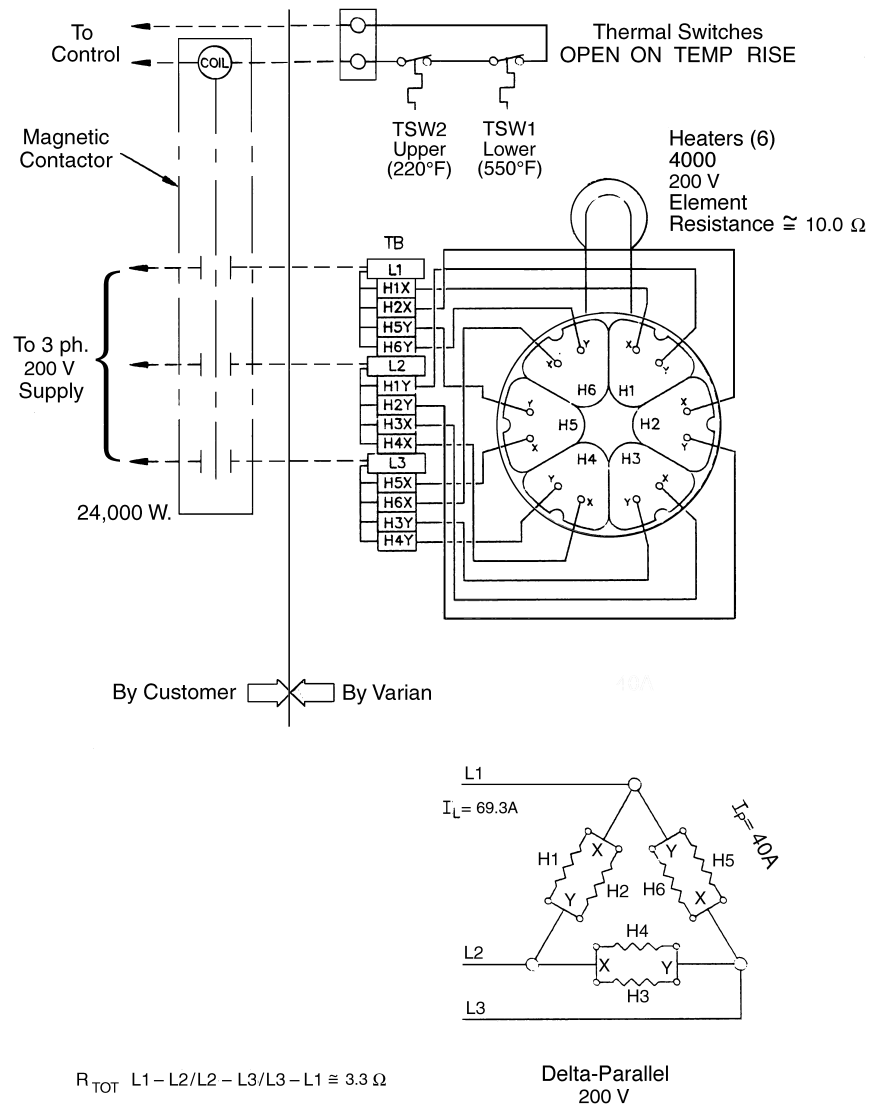 To
Control
COIL
Thermal Switches
OPEN ON TEMP RISE
Magnetic
Contactor
TSW2
Upper
(220°F)
TSW1
Lower
(550°F)
Heaters (6)
4000
200 V
Element
Resistance ≅ 10.0 Ω
TB
L1
H1X
H2X
H5Y
H6Y
L2
H1Y
H2Y
H3X
H4X
L3
H5X
H6X
H3Y
H4Y
To 3 ph.
200 V
Supply
24,000 W.
X
Y
H6
X
Y
H1
X
Y
H2
Y
X
H5
Y
X
H4
Y
X
H3
By Customer
By Varian
L1
I L = 69.3A
I P = 40A
H1
X
Y
H2
Y
H5
H6
X
L2
H4
X
Y
H3
L3
R TOT L1 – L2/L2 – L3/L3 – L1 ≅ 3.3 Ω
Delta-Parallel
200 V